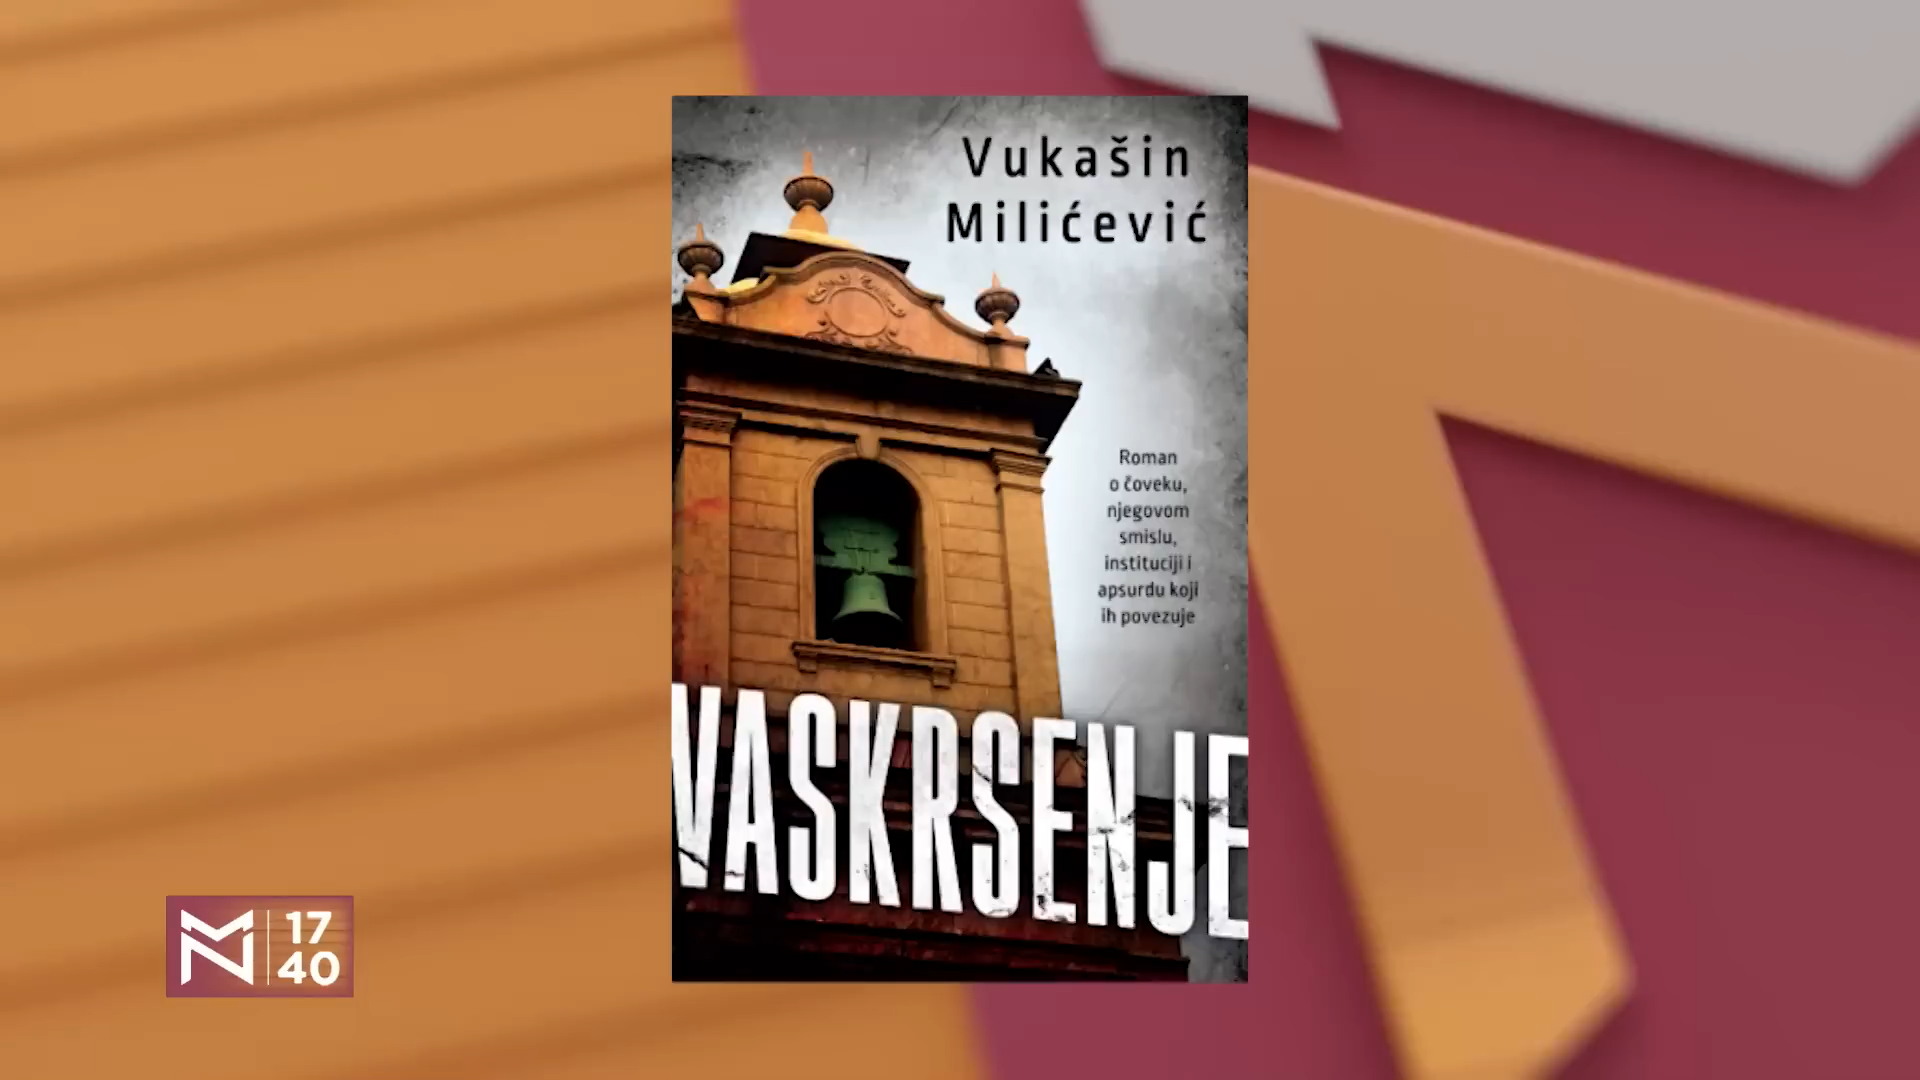 Vukašin
Milićević
Roman
o čoveku,
njegovom
smislu,
instituciji i
apsurdu koji
ih povezuje
VASKRSENJE
17
40